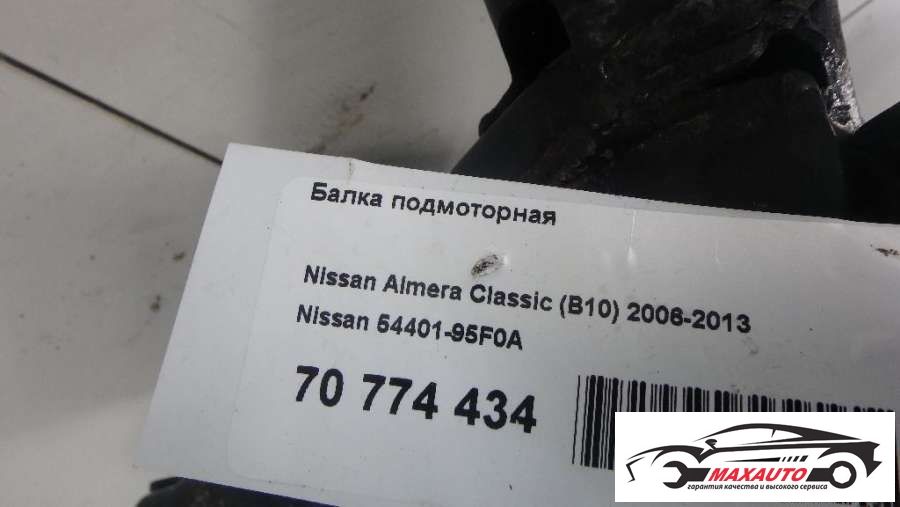 Балка подмоторная
Nissan Almera Classic (B10) 2006-2013
Nissan 54401-95F0A
70 774 434
MAXAUTO
гарантия качества и высокого сервиса